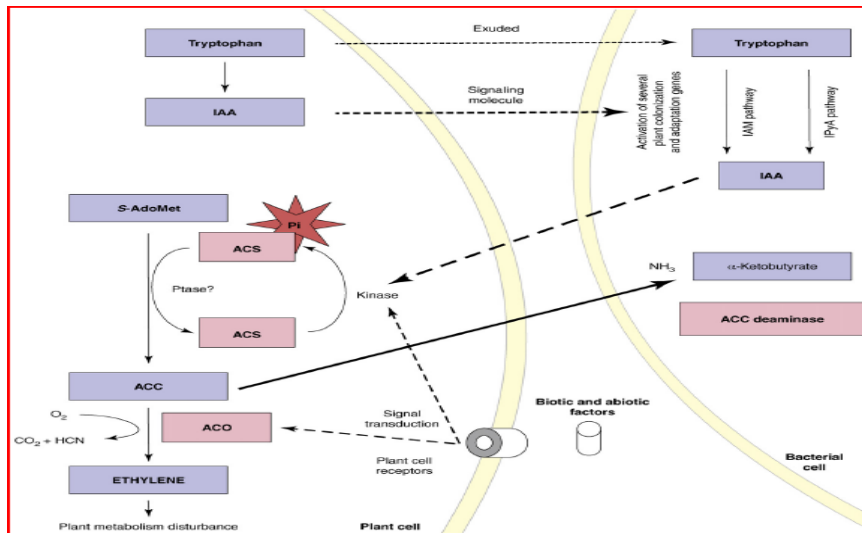 Exuded
Tryptophan
Tryptophan
Signaling
molecule
IAA
Activation of several
plant colonization
and adaptation genes
IAM pathway
IPyA pathway
IAA
S-AdoMet
Pi
ACS
Ptase?
Kinase
ACS
NH3
α-Ketobutyrate
ACC deaminase
ACC
O2
CO2 + HCN
ACO
Signal
transduction
Plant cell
receptors
Biotic and abiotic
factors
Bacterial
cell
ETHYLENE
Plant metabolism disturbance
Plant cell